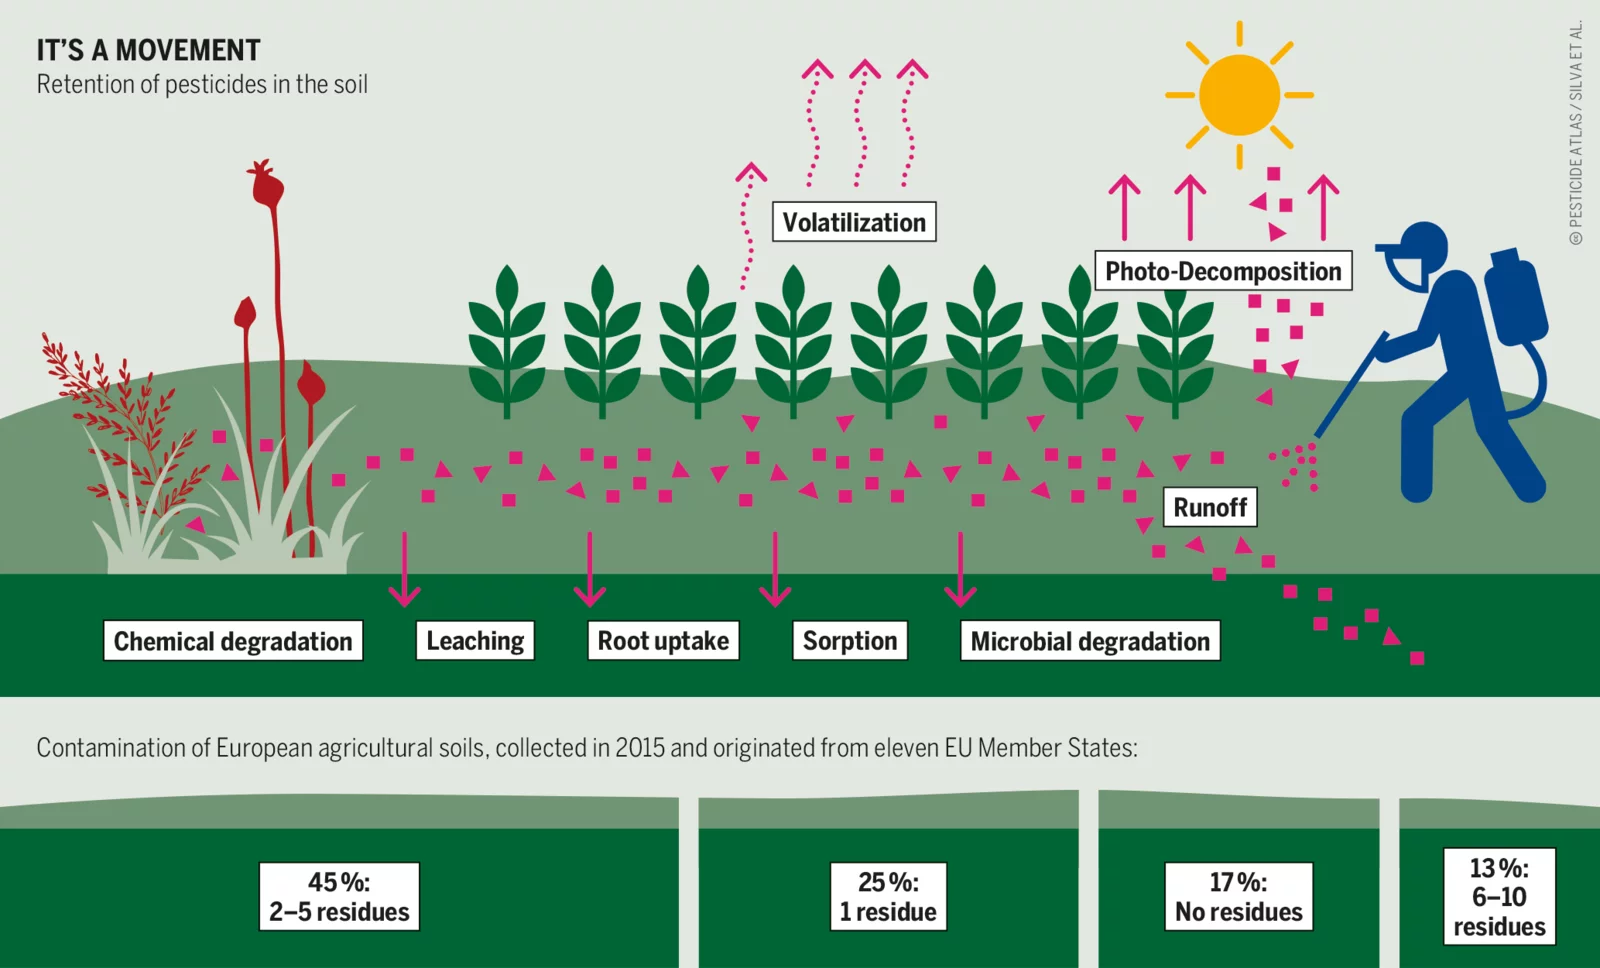 IT'S A MOVEMENT
Retention of pesticides in the soil
© PESTICIDE ATLAS / SILVA ET AL.
Volatilization
Photo-Decomposition
Runoff
Chemical degradation
Leaching
Root uptake
Sorption
Microbial degradation
Contamination of European agricultural soils, collected in 2015 and originated from eleven EU Member States:
45 %:
2–5 residues
25 %:
1 residue
17 %:
No residues
13 %:
6–10
residues